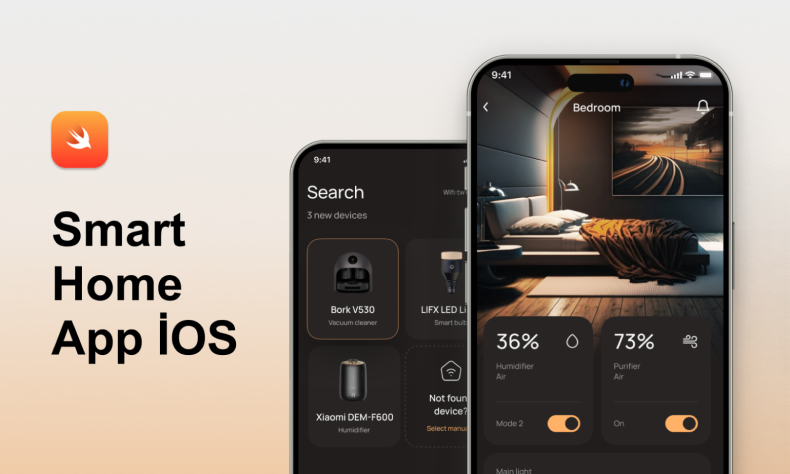 Smart
Home
App İOS
9:41
Search
3 new devices
Bork V530
Vacuum cleaner
LIFX LED Li
Smart bulb
Xiaomi DEM-F600
Humidifier
Not foun
device?
Select manua
9:41
Bedroom
36%
Humidifier
Air
Mode 2
73%
Purifier
Air
On
Main light